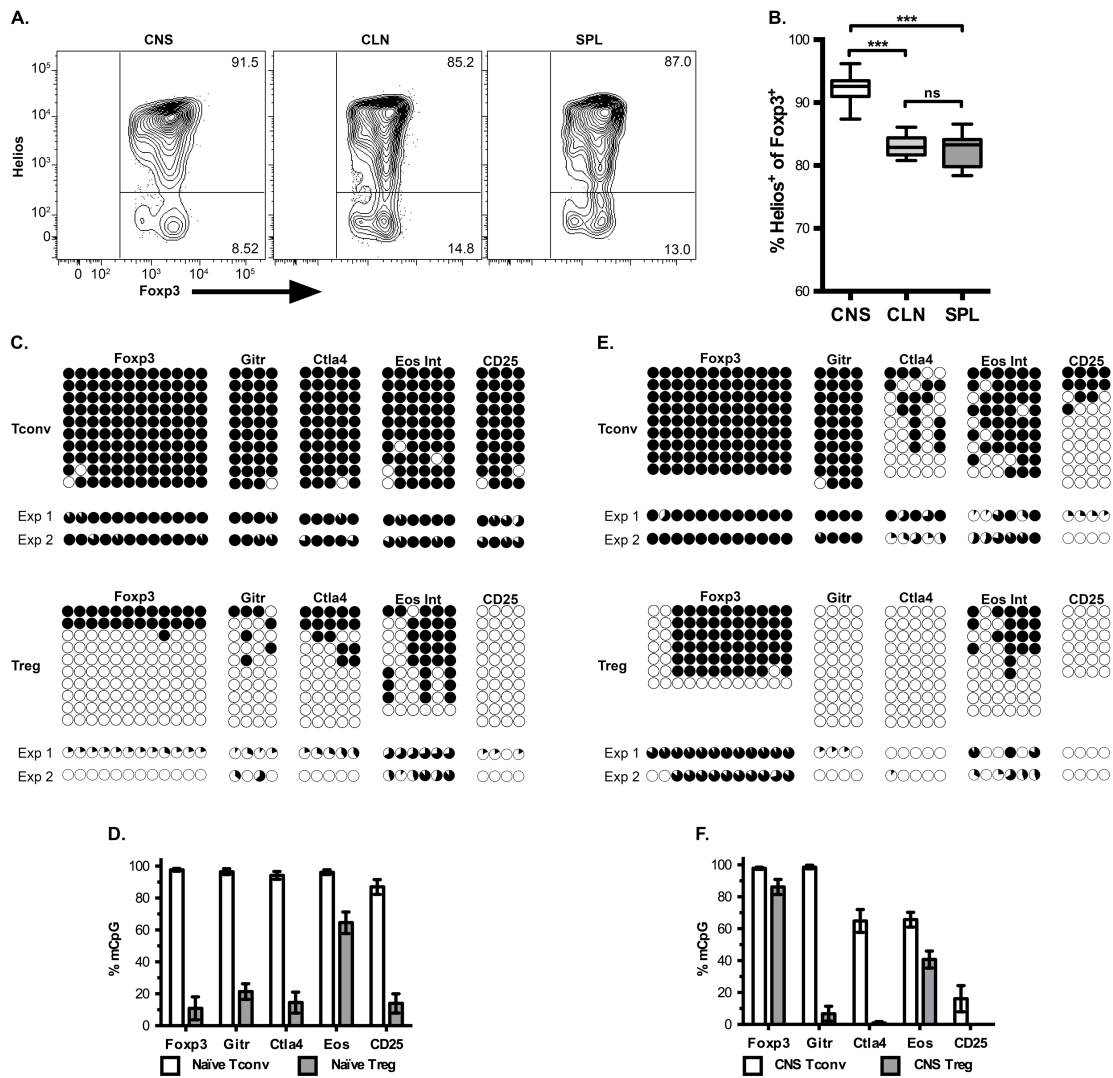 A.
CNS
CLN
SPL
91.5
85.2
87.0
10⁵
10⁴
10³
10²
0
Helios
8.52
14.8
13.0
0 10² 10³ 10⁴ 10⁵
Foxp3
B.
***
***
ns
100
90
80
70
60
% Helios⁺ of Foxp3⁺
CNS CLN SPL
C.
Foxp3 Gitr Ctla4 Eos Int CD25
Tconv
Exp 1
Exp 2
Foxp3 Gitr Ctla4 Eos Int CD25
Treg
Exp 1
Exp 2
E.
Foxp3 Gitr Ctla4 Eos Int CD25
Tconv
Exp 1
Exp 2
Foxp3 Gitr Ctla4 Eos Int CD25
Treg
Exp 1
Exp 2
D.
100
80
60
40
20
0
% mCpG
Foxp3 Gitr Ctla4 Eos CD25
Naïve Tconv Naïve Treg
F.
100
80
60
40
20
0
% mCpG
Foxp3 Gitr Ctla4 Eos CD25
CNS Tconv CNS Treg